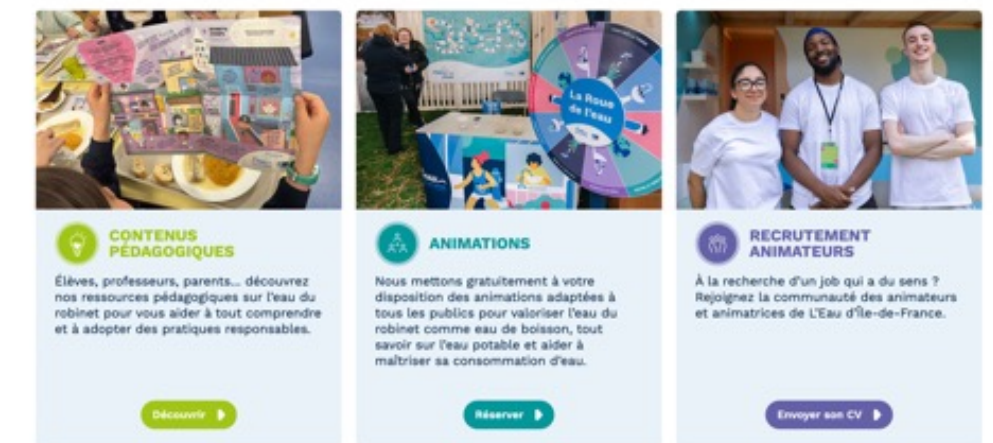 La Roue
de l'eau
CONTENUS
PÉDAGOGIQUES
Élèves, professeurs, parents... découvrez
nos ressources pédagogiques sur l'eau du
robinet pour vous aider à tout comprendre
et à adopter des pratiques responsables.
Découvrir
ANIMATIONS
Nous mettons gratuitement à votre
disposition des animations adaptées à
tous les publics pour valoriser l'eau du
robinet comme eau de boisson, tout
savoir sur l'eau potable et aider à
maîtriser sa consommation d'eau.
Réserver
RECRUTEMENT
ANIMATEURS
À la recherche d'un job qui a du sens ?
Rejoignez la communauté des animateurs
et animatrices de L'Eau d'Île-de-France.
Envoyer son CV